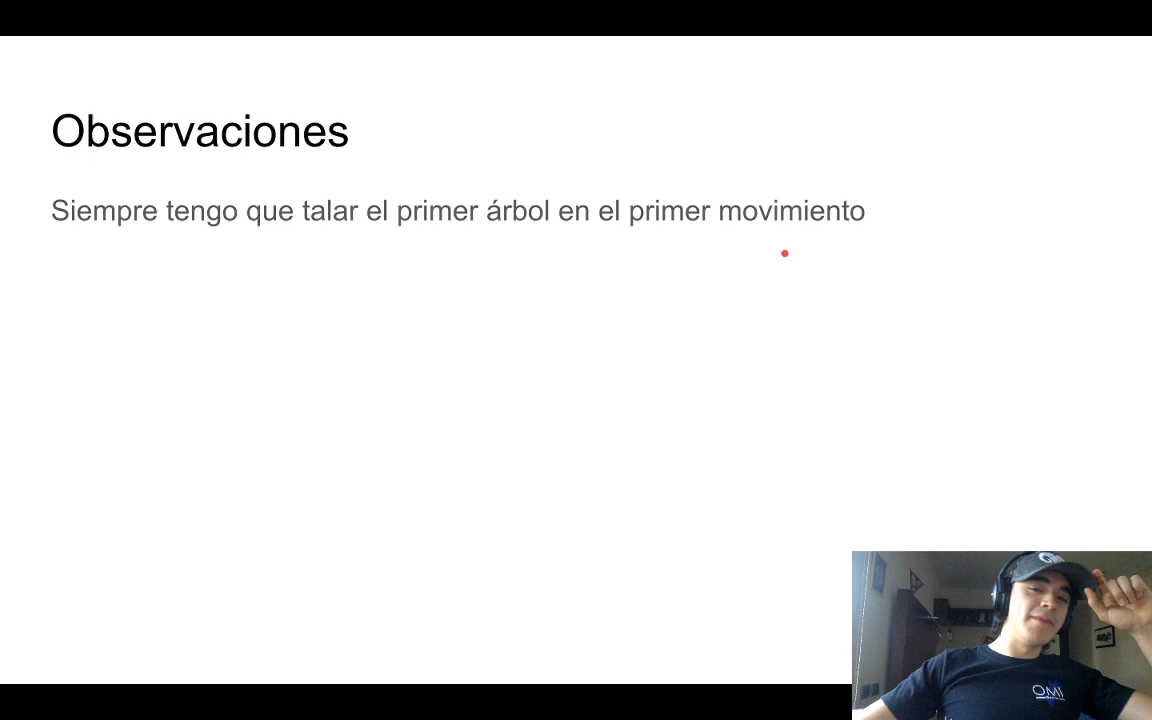 Observaciones
Siempre tengo que talar el primer árbol en el primer movimiento
OMI